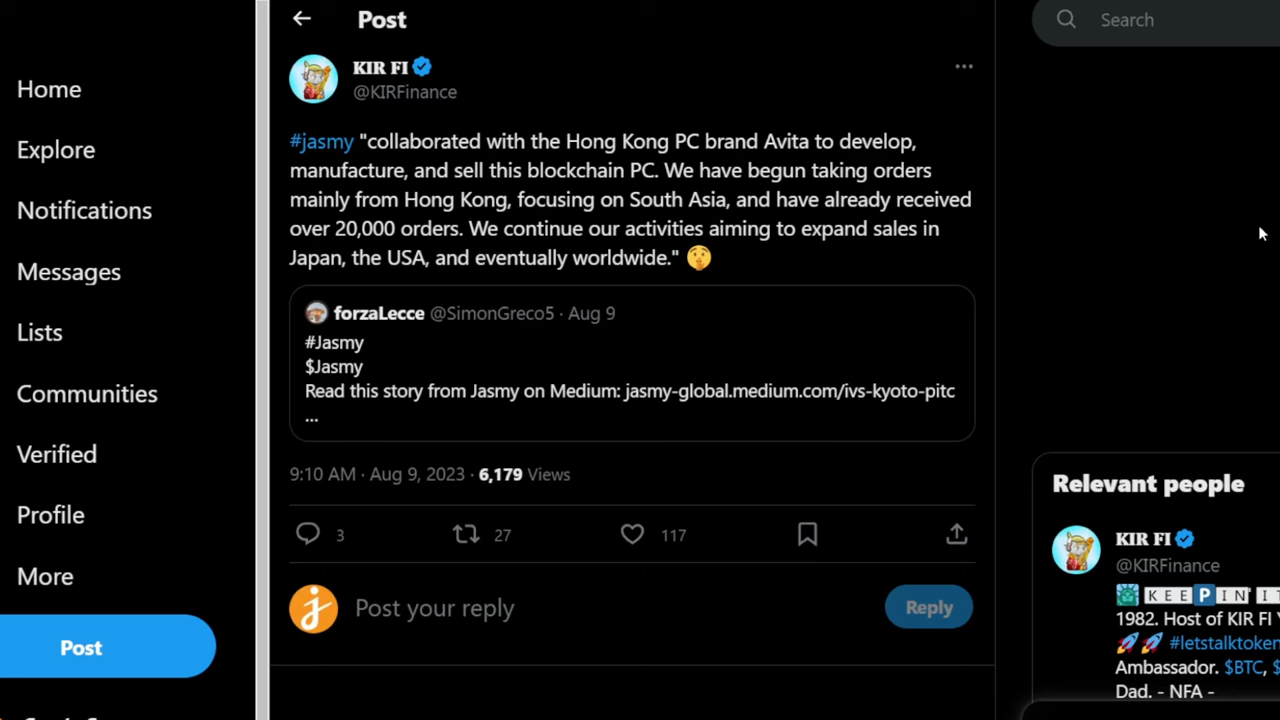 Post
Search
Home
Explore
Notifications
Messages
Lists
Communities
Verified
Profile
More
Post
KIR FI
@KIRFinance
#jasmy "collaborated with the Hong Kong PC brand Avita to develop,
manufacture, and sell this blockchain PC. We have begun taking orders
mainly from Hong Kong, focusing on South Asia, and have already received
over 20,000 orders. We continue our activities aiming to expand sales in
Japan, the USA, and eventually worldwide." 🤫
forzaLecce @SimonGreco5 · Aug 9
#Jasmy
$Jasmy
Read this story from Jasmy on Medium: jasmy-global.medium.com/ivs-kyoto-pitc
...
9:10 AM · Aug 9, 2023 · 6,179 Views
3 27 117
Post your reply
Reply
Relevant people
KIR FI
@KIRFinance
🗽 🄺🄴🄴🅿🄸🄽 🄸🅃
1982. Host of KIR FI Y
🚀🚀 #letstalktoken
Ambassador. $BTC, $
Dad. - NFA -